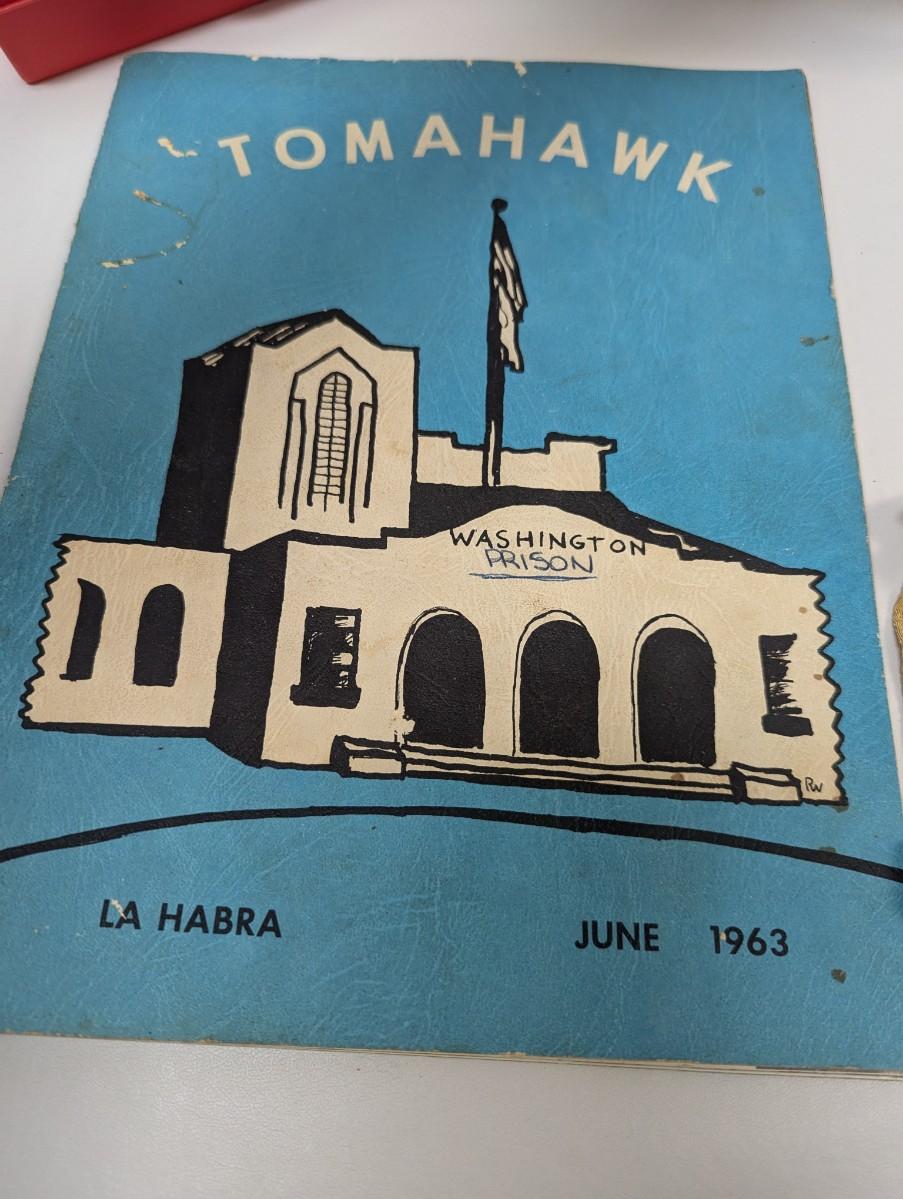 TOMAHAWK
WASHINGTON
PRISON
RW
LA HABRA
JUNE 1963